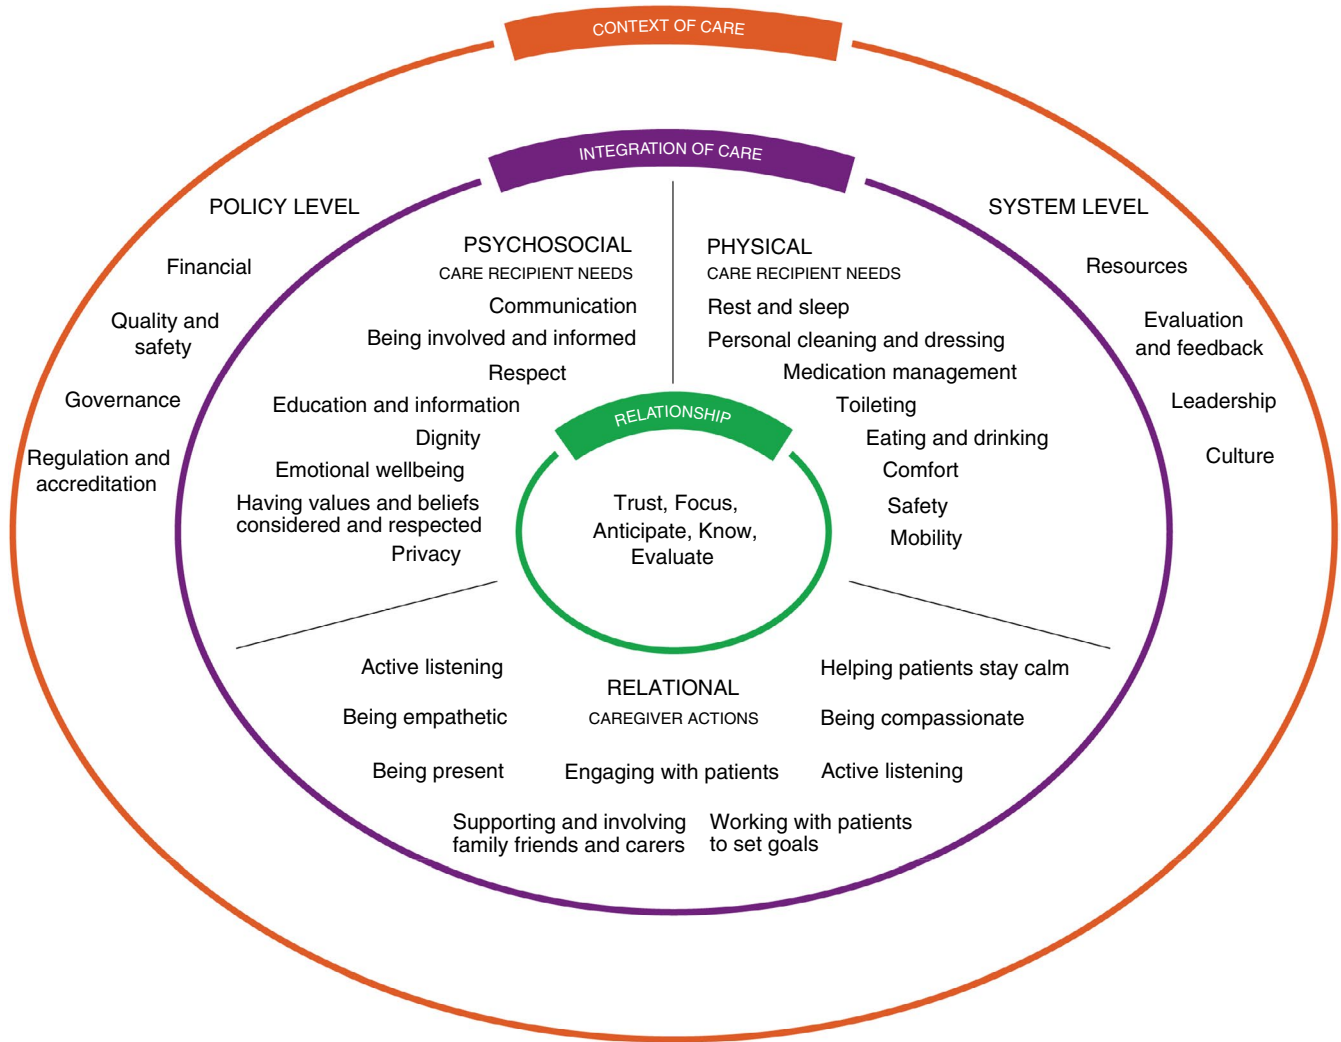 CONTEXT OF CARE
INTEGRATION OF CARE
POLICY LEVEL
Financial
Quality and
safety
Governance
Regulation and
accreditation
SYSTEM LEVEL
Resources
Evaluation
and feedback
Leadership
Culture
PSYCHOSOCIAL
CARE RECIPIENT NEEDS
Communication
Being involved and informed
Respect
Education and information
Dignity
Emotional wellbeing
Having values and beliefs
considered and respected
Privacy
PHYSICAL
CARE RECIPIENT NEEDS
Rest and sleep
Personal cleaning and dressing
Medication management
Toileting
Eating and drinking
Comfort
Safety
Mobility
RELATIONSHIP
Trust, Focus,
Anticipate, Know,
Evaluate
RELATIONAL
CAREGIVER ACTIONS
Active listening
Being empathetic
Being present
Engaging with patients
Supporting and involving
family friends and carers
Working with patients
to set goals
Helping patients stay calm
Being compassionate
Active listening